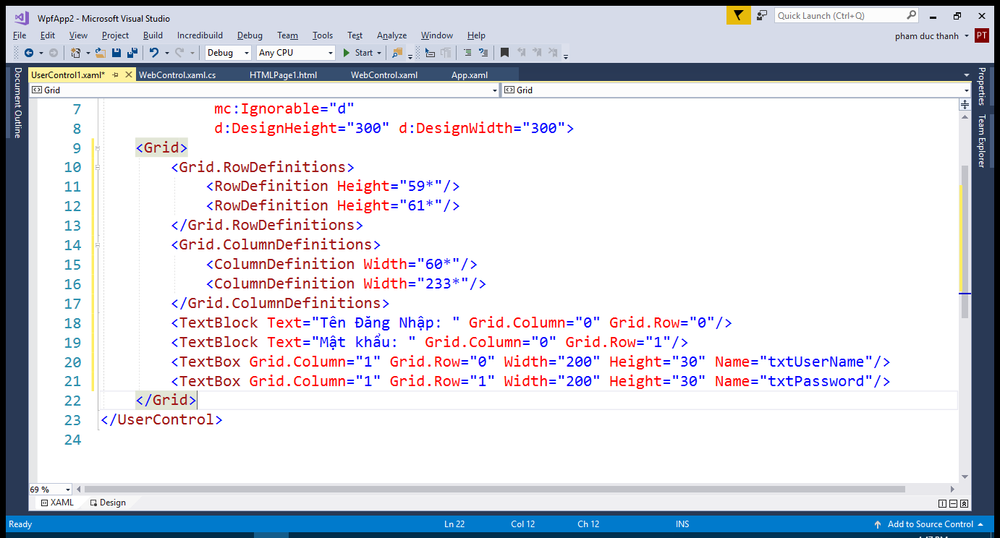 WpfApp2 - Microsoft Visual Studio
Quick Launch (Ctrl+Q)
File Edit View Project Build Incredibuild Debug Team Tools Test Analyze Window Help
pham duc thanh PT
Debug Any CPU Start
UserControl1.xaml* WebControl.xaml.cs HTMLPage1.html WebControl.xaml App.xaml
Grid Grid
Document Outline
Properties
Team Explorer
7 mc:Ignorable="d"
8 d:DesignHeight="300" d:DesignWidth="300">
9 <Grid>
10 <Grid.RowDefinitions>
11 <RowDefinition Height="59*"/>
12 <RowDefinition Height="61*"/>
13 </Grid.RowDefinitions>
14 <Grid.ColumnDefinitions>
15 <ColumnDefinition Width="60*"/>
16 <ColumnDefinition Width="233*"/>
17 </Grid.ColumnDefinitions>
18 <TextBlock Text="Tên Đăng Nhập: " Grid.Column="0" Grid.Row="0"/>
19 <TextBlock Text="Mật khẩu: " Grid.Column="0" Grid.Row="1"/>
20 <TextBox Grid.Column="1" Grid.Row="0" Width="200" Height="30" Name="txtUserName"/>
21 <TextBox Grid.Column="1" Grid.Row="1" Width="200" Height="30" Name="txtPassword"/>
22 </Grid>
23 </UserControl>
24
69 %
XAML Design
Ready Ln 22 Col 12 Ch 12 INS Add to Source Control